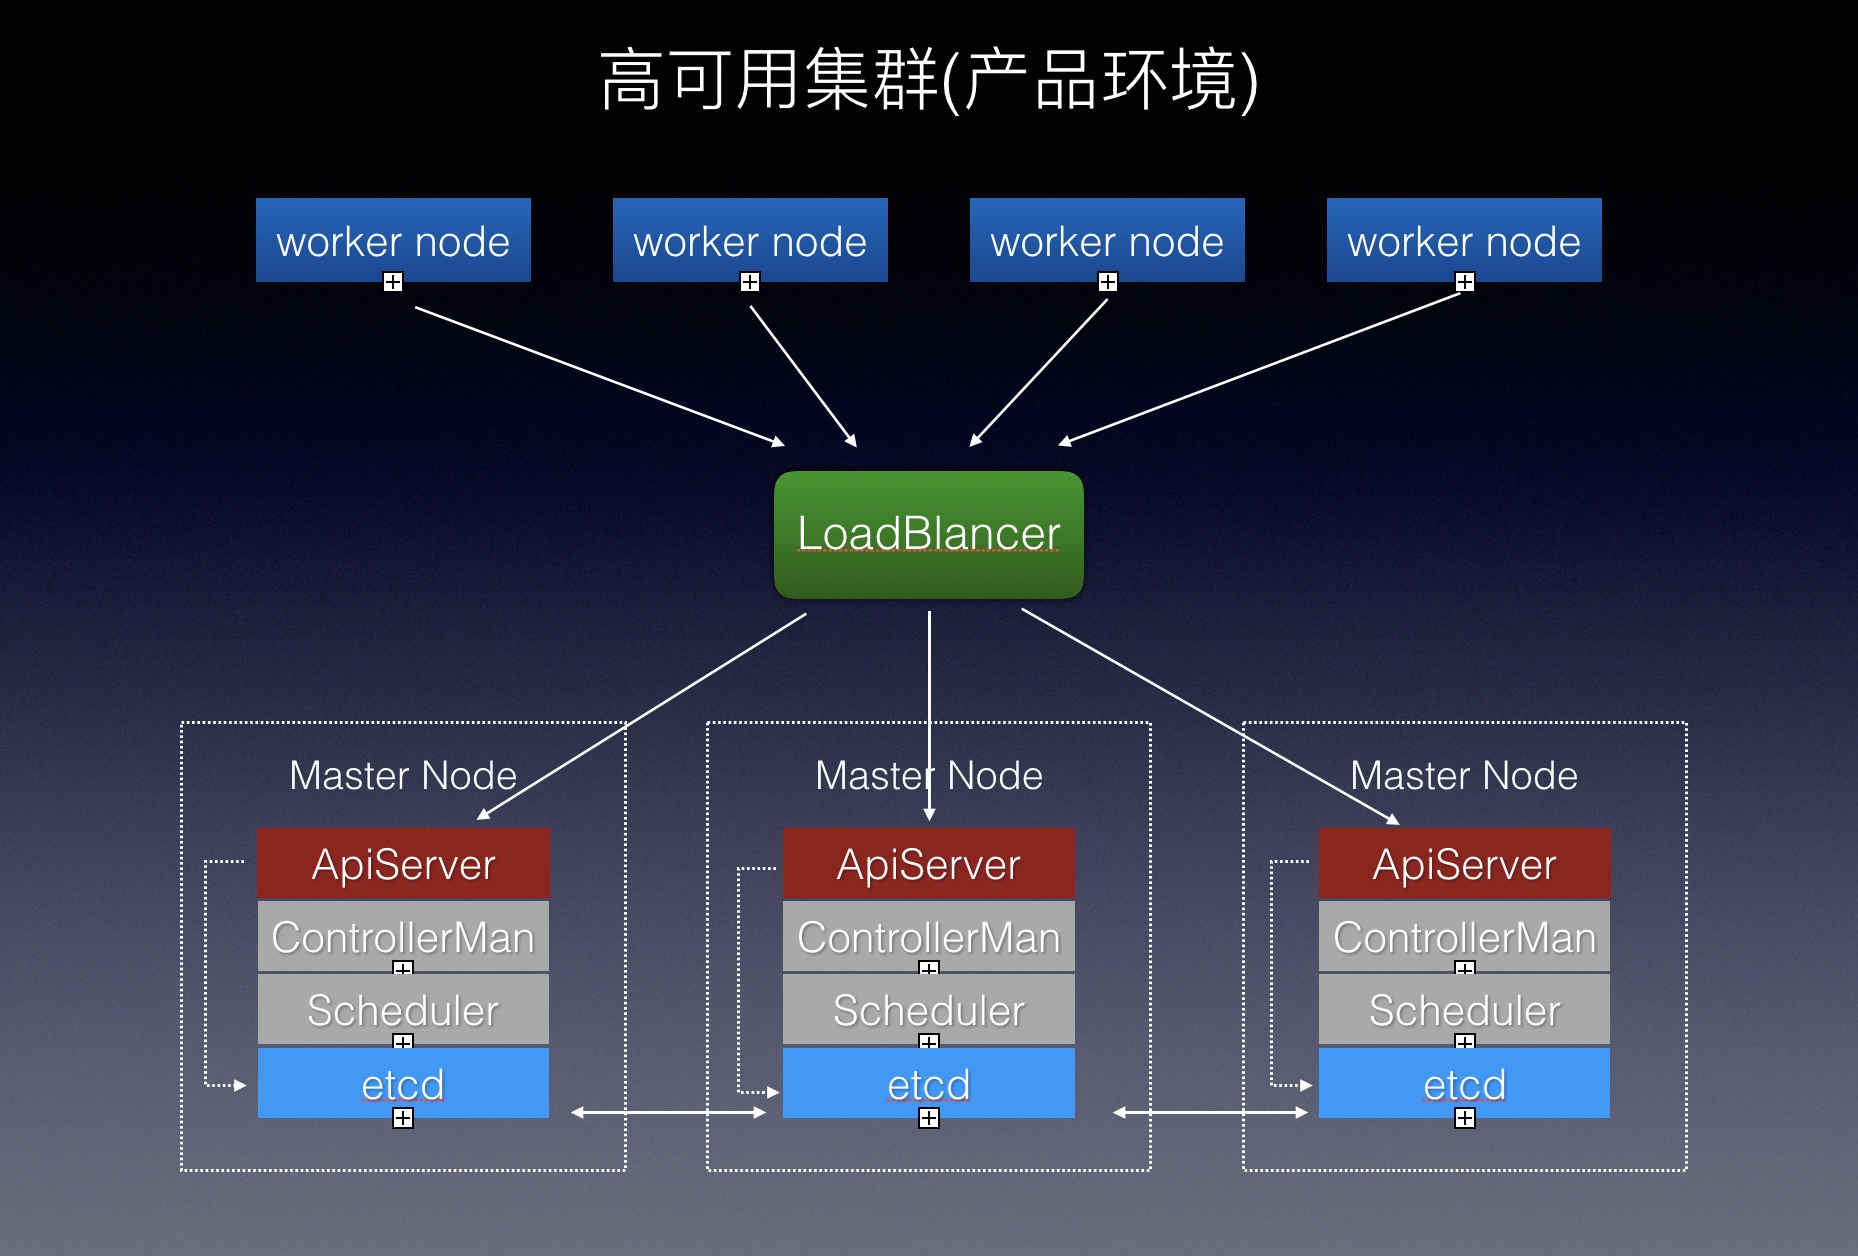 高可用集群(产品环境)
worker node
worker node
worker node
worker node
LoadBlancer
Master Node
Master Node
Master Node
ApiServer
ApiServer
ApiServer
ControllerMan
ControllerMan
ControllerMan
Scheduler
Scheduler
Scheduler
etcd
etcd
etcd